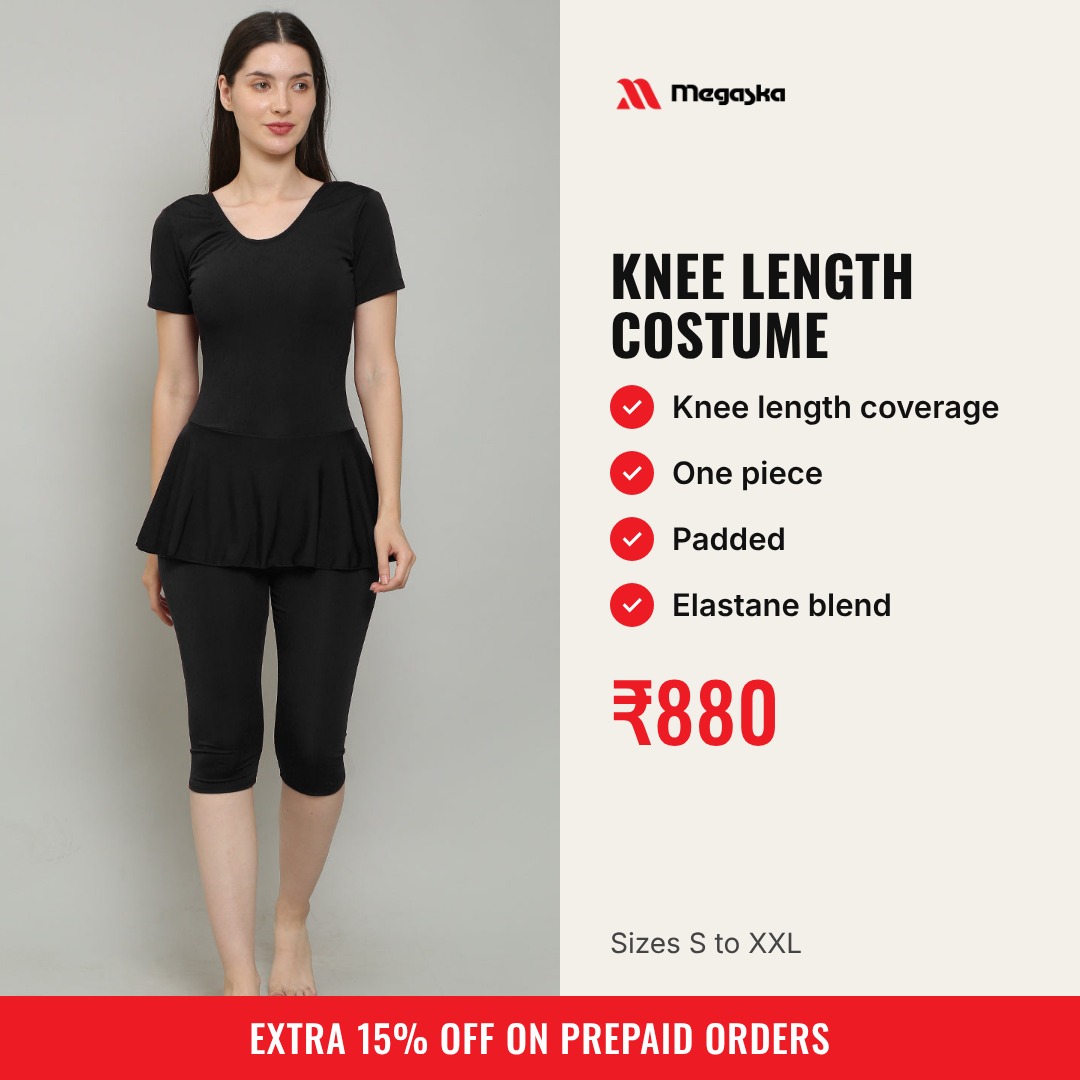 Megaska
KNEE LENGTH
COSTUME
Knee length coverage
One piece
Padded
Elastane blend
₹880
Sizes S to XXL
EXTRA 15% OFF ON PREPAID ORDERS